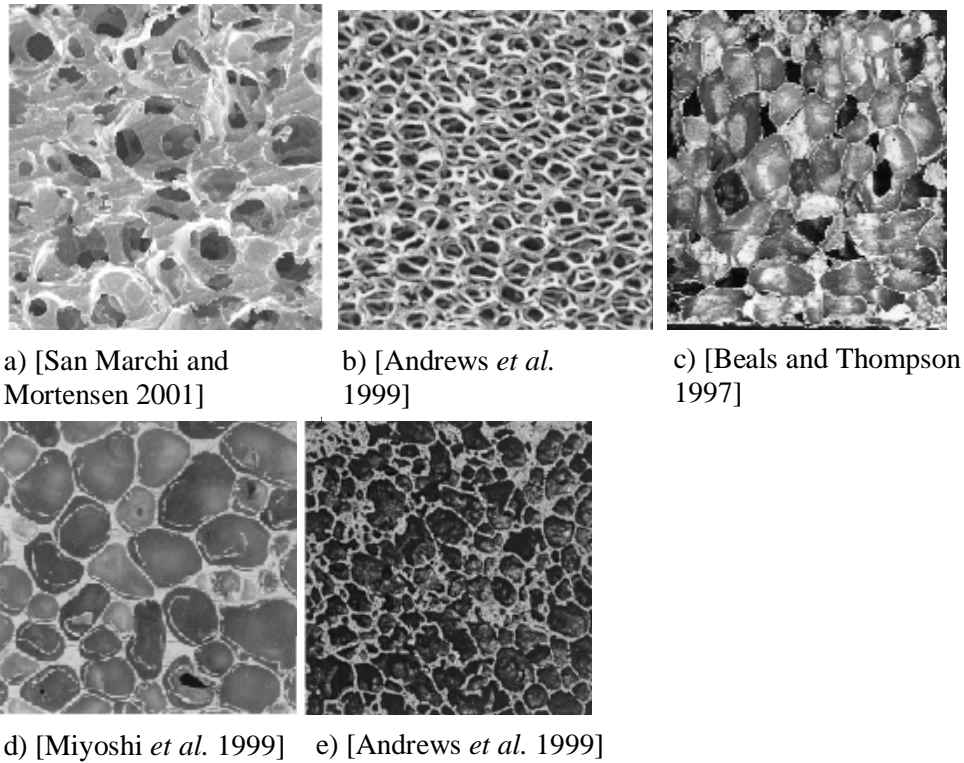 a) [San Marchi and
Mortensen 2001]
b) [Andrews et al.
1999]
c) [Beals and Thompson
1997]
d) [Miyoshi et al. 1999]
e) [Andrews et al. 1999]